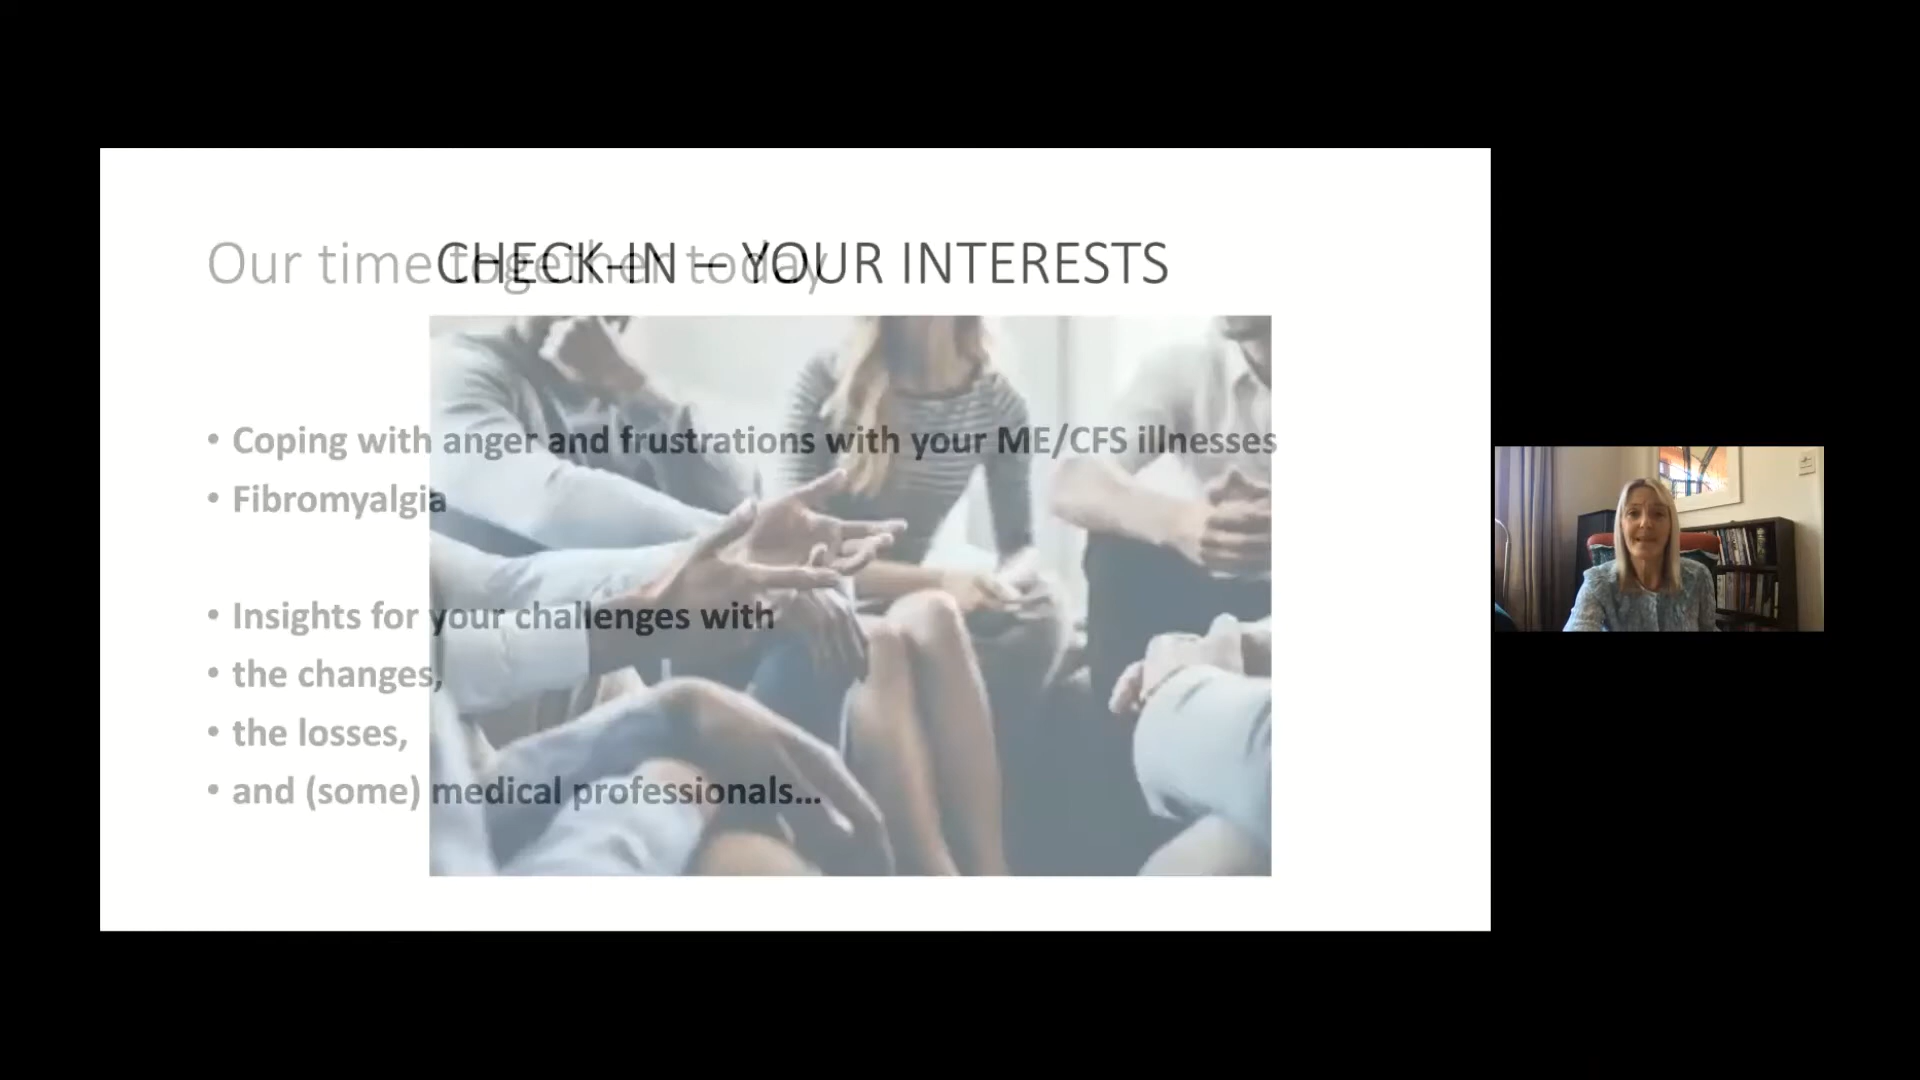 Our time together today
CHECK-IN – YOUR INTERESTS
• Coping with anger and frustrations with your ME/CFS illnesses
• Fibromyalgia
• Insights for your challenges with
• the changes,
• the losses,
• and (some) medical professionals...